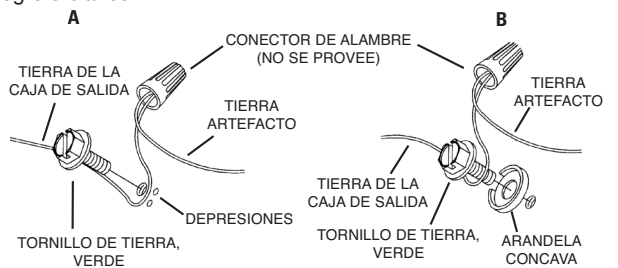 A
B
CONECTOR DE ALAMBRE
(NO SE PROVEE)
TIERRA DE LA
CAJA DE SALIDA
TIERRA
ARTEFACTO
TIERRA
ARTEFACTO
TIERRA DE LA
CAJA DE SALIDA
DEPRESIONES
TORNILLO DE TIERRA,
VERDE
TORNILLO DE TIERRA,
VERDE
ARANDELA
CONCAVA